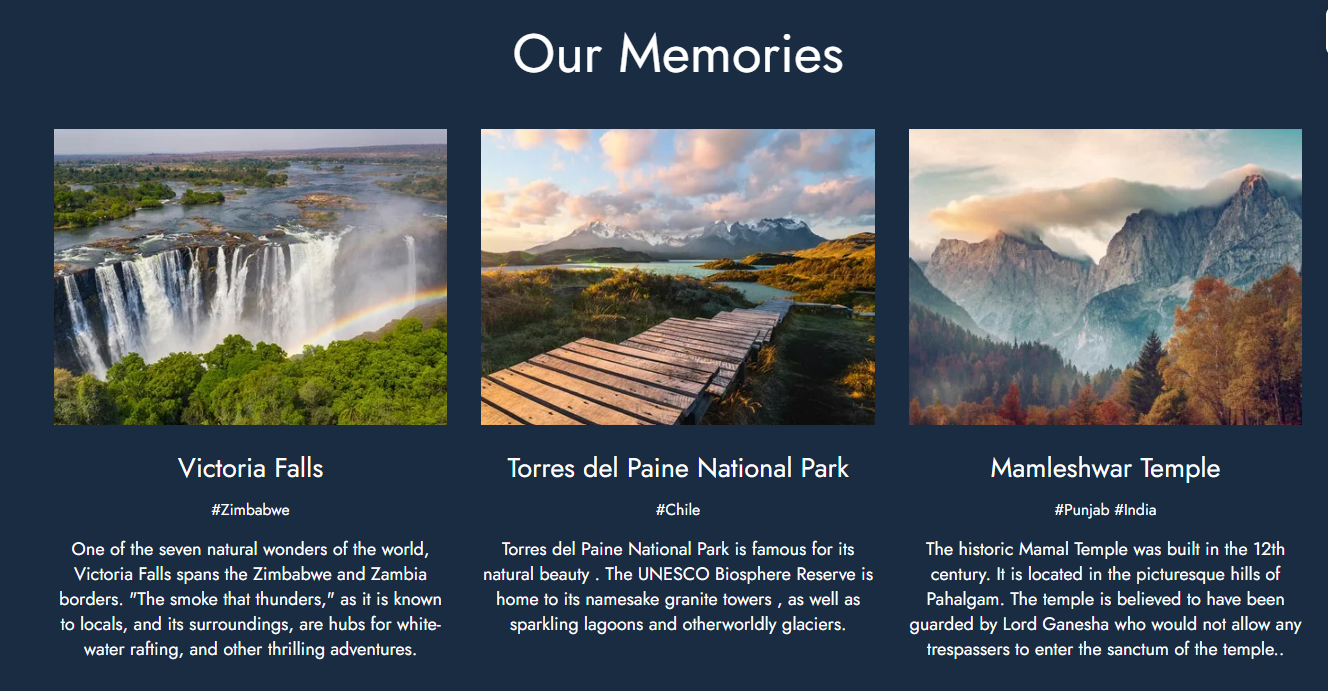 Our Memories
Victoria Falls
#Zimbabwe
One of the seven natural wonders of the world,
Victoria Falls spans the Zimbabwe and Zambia
borders. "The smoke that thunders," as it is known
to locals, and its surroundings, are hubs for white-
water rafting, and other thrilling adventures.
Torres del Paine National Park
#Chile
Torres del Paine National Park is famous for its
natural beauty . The UNESCO Biosphere Reserve is
home to its namesake granite towers , as well as
sparkling lagoons and otherworldly glaciers.
Mamleshwar Temple
#Punjab #India
The historic Mamal Temple was built in the 12th
century. It is located in the picturesque hills of
Pahalgam. The temple is believed to have been
guarded by Lord Ganesha who would not allow any
trespassers to enter the sanctum of the temple..